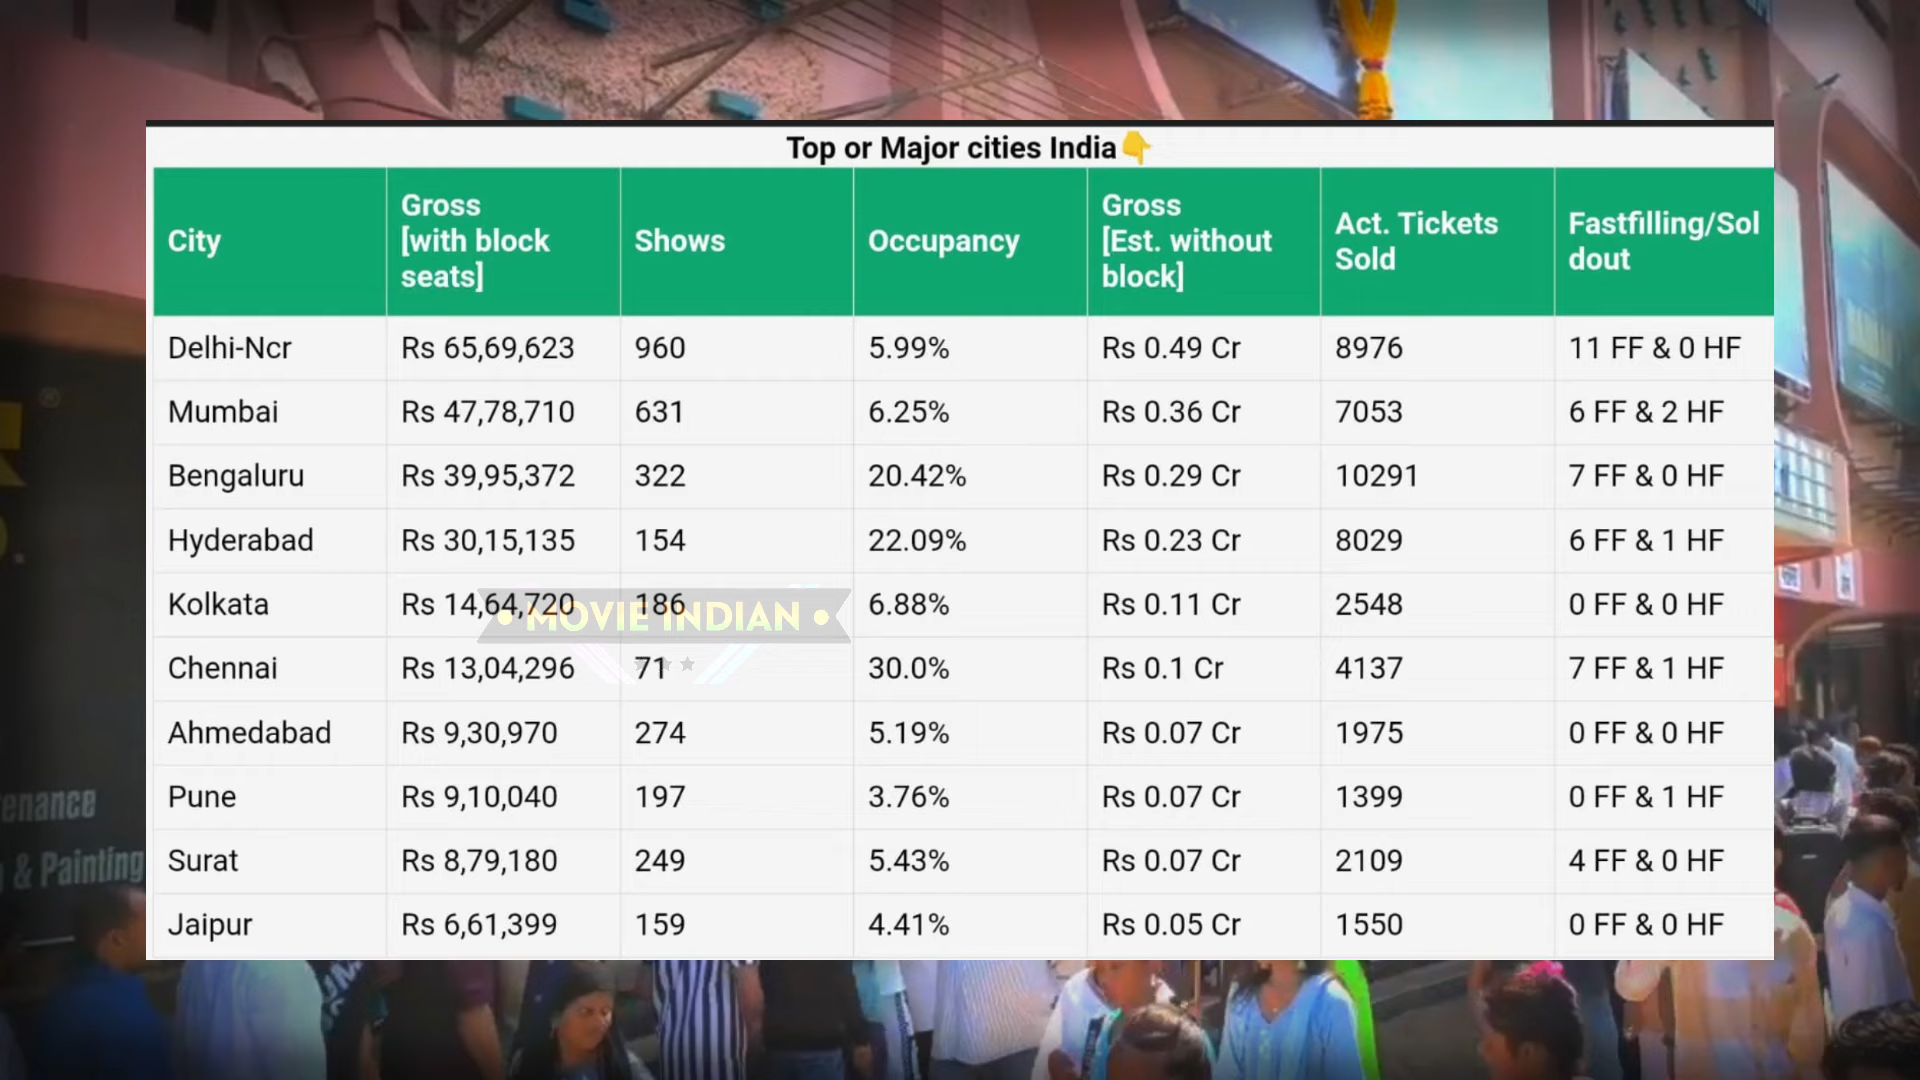 Top or Major cities India👇
City
Gross
[with block
seats]
Shows
Occupancy
Gross
[Est. without
block]
Act. Tickets
Sold
Fastfilling/Sol
dout
Delhi-Ncr Rs 65,69,623 960 5.99% Rs 0.49 Cr 8976 11 FF & 0 HF
Mumbai Rs 47,78,710 631 6.25% Rs 0.36 Cr 7053 6 FF & 2 HF
Bengaluru Rs 39,95,372 322 20.42% Rs 0.29 Cr 10291 7 FF & 0 HF
Hyderabad Rs 30,15,135 154 22.09% Rs 0.23 Cr 8029 6 FF & 1 HF
Kolkata Rs 14,64,720 186 6.88% Rs 0.11 Cr 2548 0 FF & 0 HF
• MOVIE INDIAN •
Chennai Rs 13,04,296 71 30.0% Rs 0.1 Cr 4137 7 FF & 1 HF
Ahmedabad Rs 9,30,970 274 5.19% Rs 0.07 Cr 1975 0 FF & 0 HF
Pune Rs 9,10,040 197 3.76% Rs 0.07 Cr 1399 0 FF & 1 HF
Surat Rs 8,79,180 249 5.43% Rs 0.07 Cr 2109 4 FF & 0 HF
Jaipur Rs 6,61,399 159 4.41% Rs 0.05 Cr 1550 0 FF & 0 HF
enance
& Painting